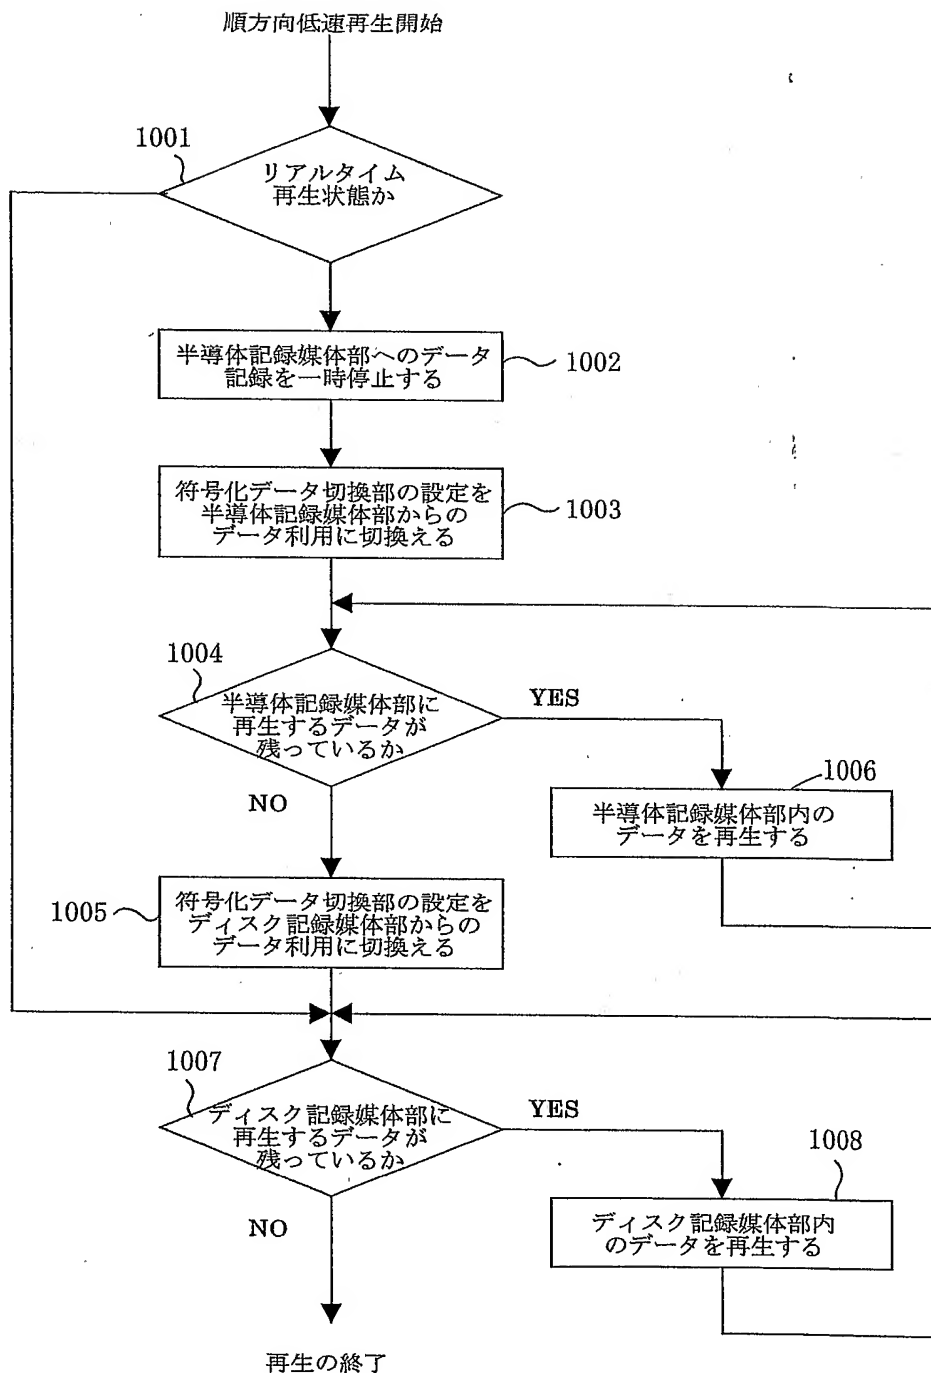 順方向低速再生開始
1001
リアルタイム
再生状態か
半導体記録媒体部へのデータ
記録を一時停止する
1002
符号化データ切換部の設定を
半導体記録媒体部からの
データ利用に切換える
1003
1004
半導体記録媒体部に
再生するデータが
残っているか
YES
NO
1006
半導体記録媒体部内の
データを再生する
1005
符号化データ切換部の設定を
ディスク記録媒体部からの
データ利用に切換える
1007
ディスク記録媒体部に
再生するデータが
残っているか
YES
NO
1008
ディスク記録媒体部内
のデータを再生する
再生の終了